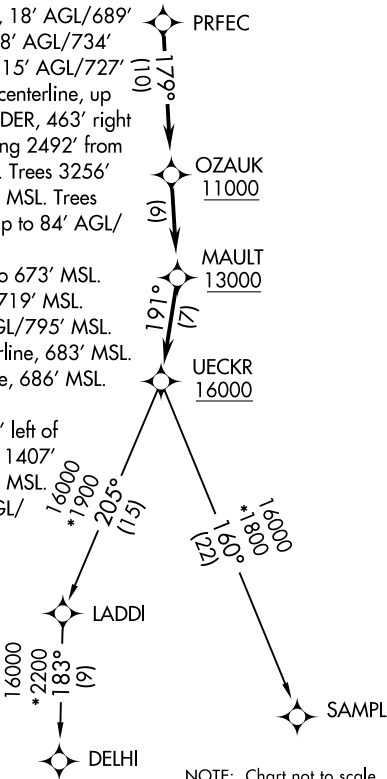 , 18' AGL/689'
8' AGL/734'
15' AGL/727'
centerline, up
DER, 463' right
ng 2492' from
. Trees 3256'
MSL. Trees
p to 84' AGL/
o 673' MSL.
719' MSL.
GL/795' MSL.
rline, 683' MSL.
e, 686' MSL.
' left of
1407'
MSL.
GL/
PRFEC
179°
(10)
OZAUK
11000
(6)
MAULT
13000
191°
(7)
UECKR
16000
16000
*1900
205°
(15)
16000
*1800
160°
(22)
LADDI
16000
*2200
183°
(9)
SAMPL
DELHI
NOTE: Chart not to scale